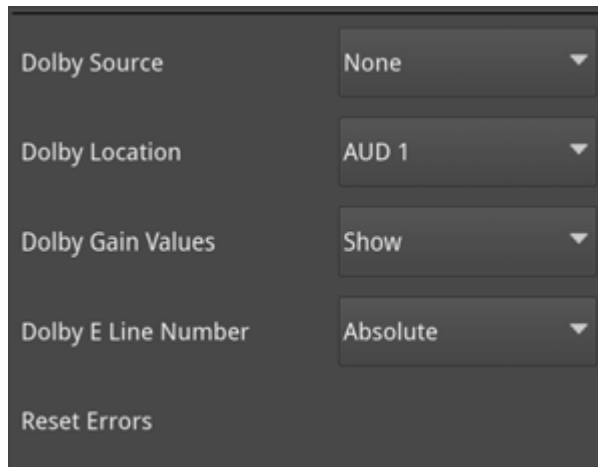 Dolby Source None
Dolby Location AUD 1
Dolby Gain Values Show
Dolby E Line Number Absolute
Reset Errors